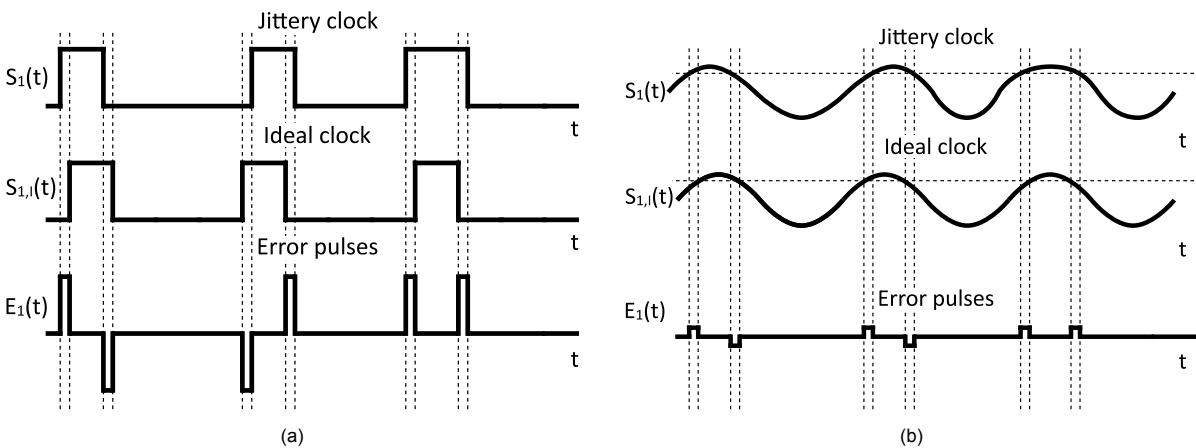 Jittery clock
S₁(t)
t
Ideal clock
S₁,ᵢ(t)
t
Error pulses
E₁(t)
t
(a)
Jittery clock
S₁(t)
t
Ideal clock
S₁,ᵢ(t)
t
Error pulses
E₁(t)
t
(b)